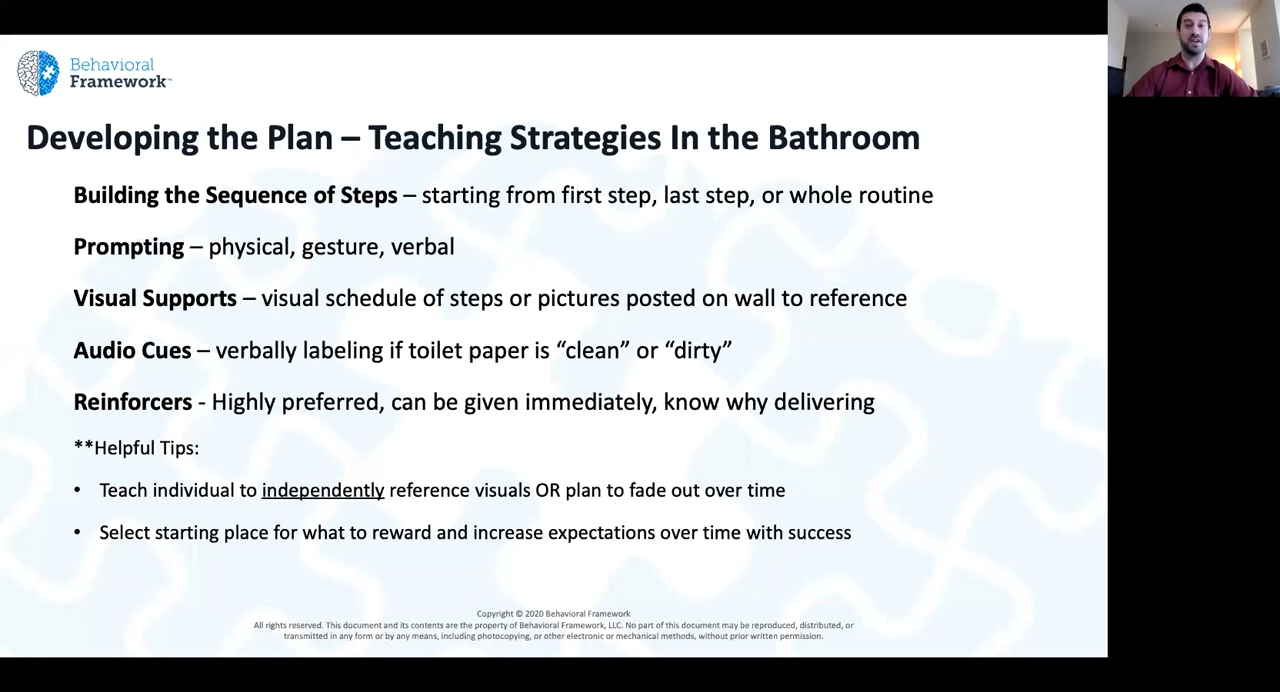 Behavioral
Framework™
Developing the Plan – Teaching Strategies In the Bathroom
Building the Sequence of Steps – starting from first step, last step, or whole routine
Prompting – physical, gesture, verbal
Visual Supports – visual schedule of steps or pictures posted on wall to reference
Audio Cues – verbally labeling if toilet paper is “clean” or “dirty”
Reinforcers - Highly preferred, can be given immediately, know why delivering
**Helpful Tips:
• Teach individual to independently reference visuals OR plan to fade out over time
• Select starting place for what to reward and increase expectations over time with success
Copyright © 2020 Behavioral Framework
All rights reserved. This document and its contents are the property of Behavioral Framework, LLC. No part of this document may be reproduced, distributed, or
transmitted in any form or by any means, including photocopying, or other electronic or mechanical methods, without prior written permission.